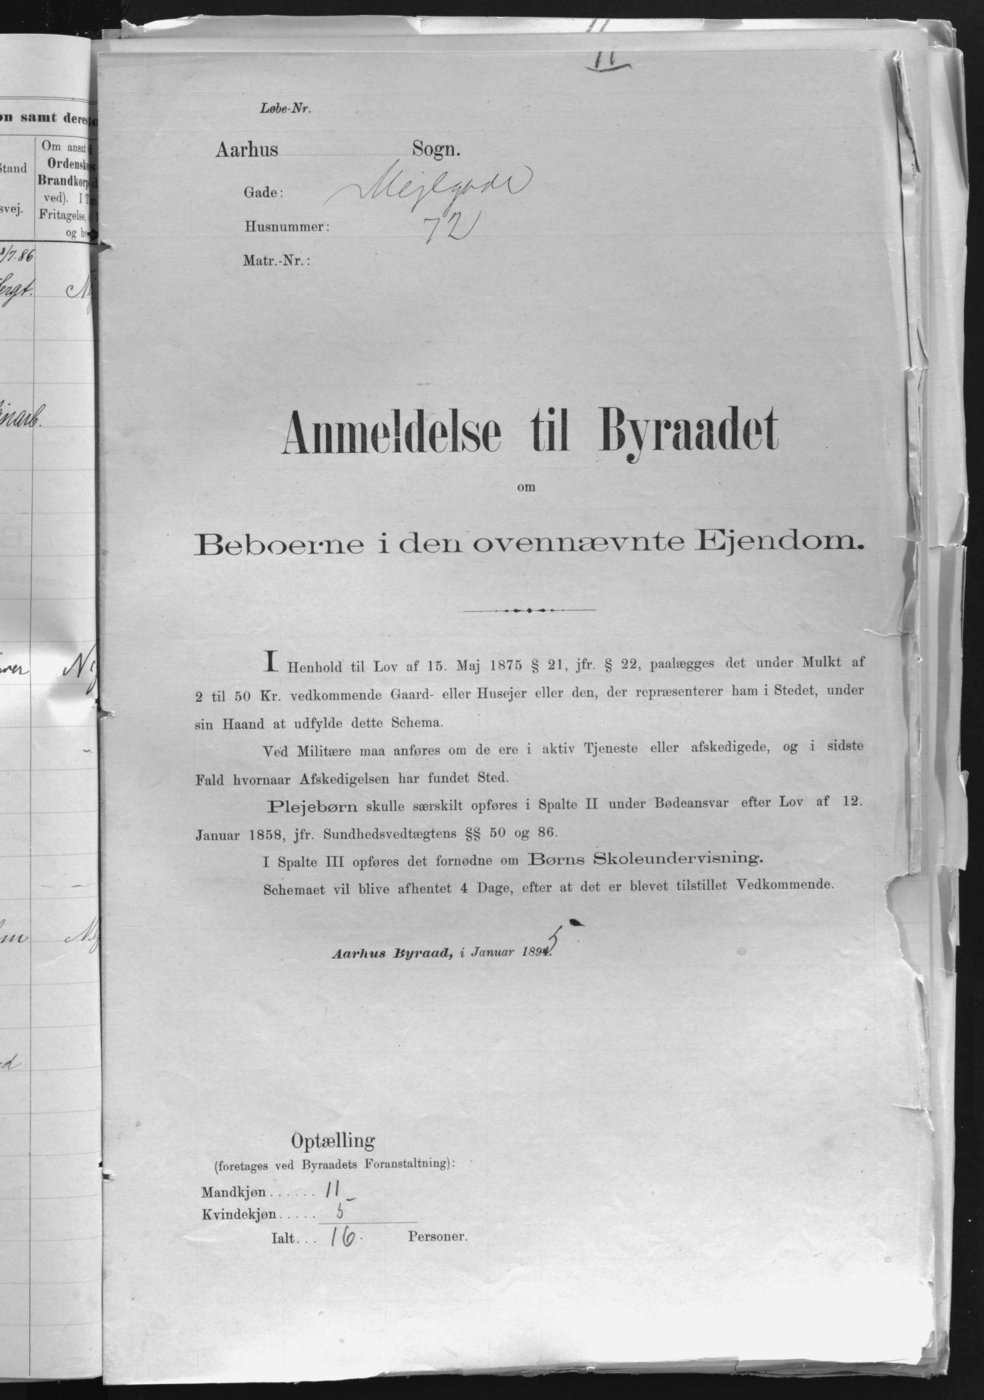 on samt
Stand
svej.
Om ansat
Ordensk
Brandkorp
ved). I
Fritagelse,
og
3/7.86
11
Løbe-Nr.
Aarhus Sogn.
Gade: Mejlgade
Husnummer: 72
Matr.-Nr.:
Anmeldelse til Byraadet
om
Beboerne i den ovennævnte Ejendom.
I Henhold til Lov af 15. Maj 1875 § 21, jfr. § 22, paalægges det under Mulkt af
2 til 50 Kr. vedkommende Gaard- eller Husejer eller den, der repræsenterer ham i Stedet, under
sin Haand at udfylde dette Schema.
Ved Militære maa anføres om de ere i aktiv Tjeneste eller afskedigede, og i sidste
Fald hvornaar Afskedigelsen har fundet Sted.
Plejebørn skulle særskilt opføres i Spalte II under Bødeansvar efter Lov af 12.
Januar 1858, jfr. Sundhedsvedtægtens §§ 50 og 86.
I Spalte III opføres det fornødne om Børns Skoleundervisning.
Schemaet vil blive afhentet 4 Dage, efter at det er blevet tilstillet Vedkommende.
Aarhus Byraad, i Januar 1895.
Optælling
(foretages ved Byraadets Foranstaltning):
Mandkjøn...... 11
Kvindekjøn..... 5
Ialt... 16. Personer.